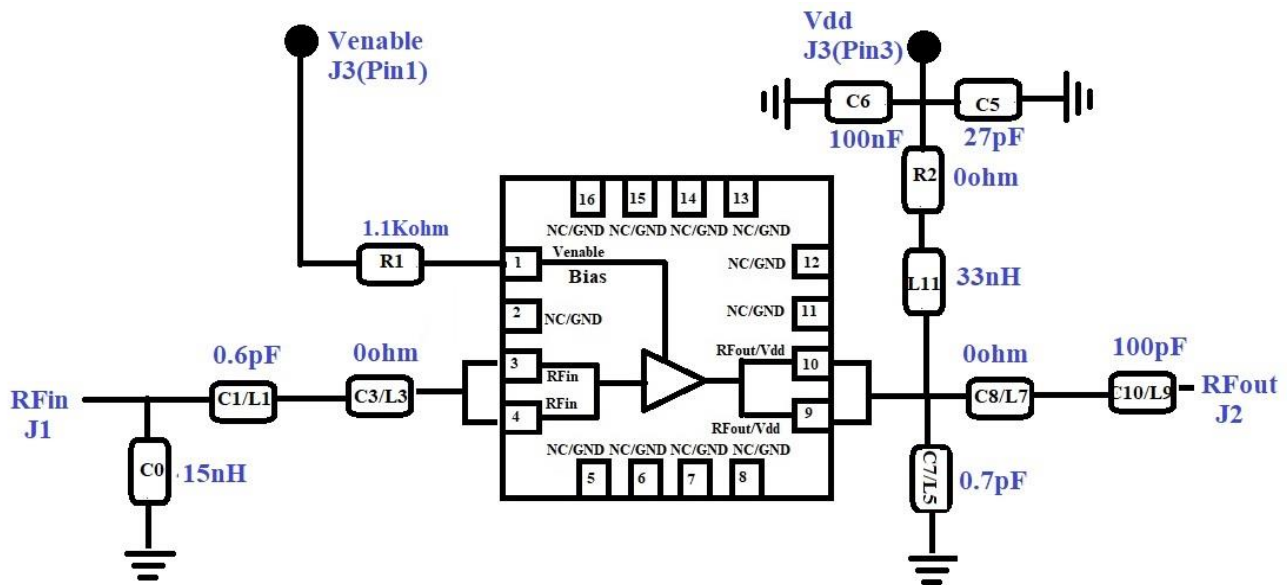 Venable
J3(Pin1)
Vdd
J3(Pin3)
C6
C5
100nF
27pF
R2
0ohm
16
15
14
13
NC/GND NC/GND NC/GND NC/GND
1.1Kohm
R1
1
Venable
Bias
NC/GND
12
L11
33nH
2
NC/GND
NC/GND
11
0.6pF
0ohm
3
RFin
RFout/Vdd
10
0ohm
100pF
RFin
J1
C1/L1
C3/L3
4
RFin
9
RFout/Vdd
C8/L7
C10/L9
RFout
J2
NC/GND NC/GND NC/GND NC/GND
5
6
7
8
C0
15nH
C7/L5
0.7pF